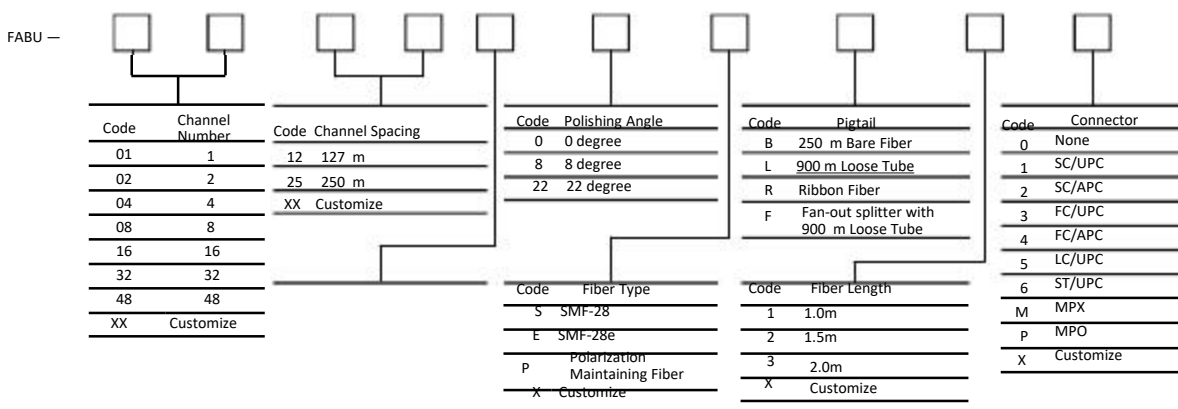 FABU —
Code Channel Number
01 1
02 2
04 4
08 8
16 16
32 32
48 48
XX Customize
Code Channel Spacing
12 127 m
25 250 m
XX Customize
Code Polishing Angle
0 0 degree
8 8 degree
22 22 degree
Code Fiber Type
S SMF-28
E SMF-28e
P Polarization
Maintaining Fiber
X Customize
Code Pigtail
B 250 m Bare Fiber
L 900 m Loose Tube
R Ribbon Fiber
F Fan-out splitter with
900 m Loose Tube
Code Fiber Length
1 1.0m
2 1.5m
3 2.0m
X Customize
Code Connector
0 None
1 SC/UPC
2 SC/APC
3 FC/UPC
4 FC/APC
5 LC/UPC
6 ST/UPC
M MPX
P MPO
X Customize